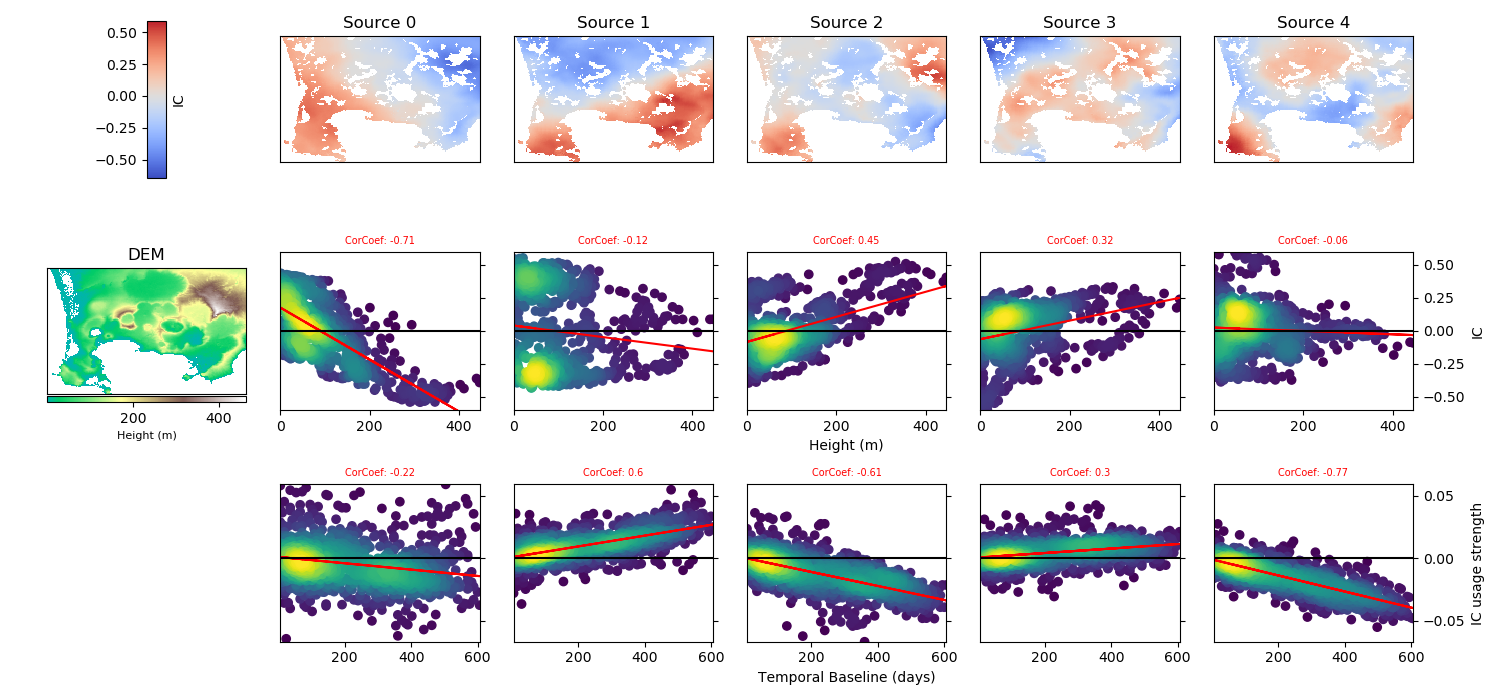 Source 0 Source 1 Source 2 Source 3 Source 4
0.50
0.25
0.00
−0.25
−0.50
IC
CorCoef: -0.71 CorCoef: -0.12 CorCoef: 0.45 CorCoef: 0.32 CorCoef: -0.06
DEM
200 400
Height (m)
0.50
0.25
0.00
−0.25
−0.50
IC
0 200 400 0 200 400 0 200 400 0 200 400 0 200 400
Height (m)
CorCoef: -0.22 CorCoef: 0.6 CorCoef: -0.61 CorCoef: 0.3 CorCoef: -0.77
0.05
0.00
−0.05
IC usage strength
200 400 600 200 400 600 200 400 600 200 400 600 200 400 600
Temporal Baseline (days)